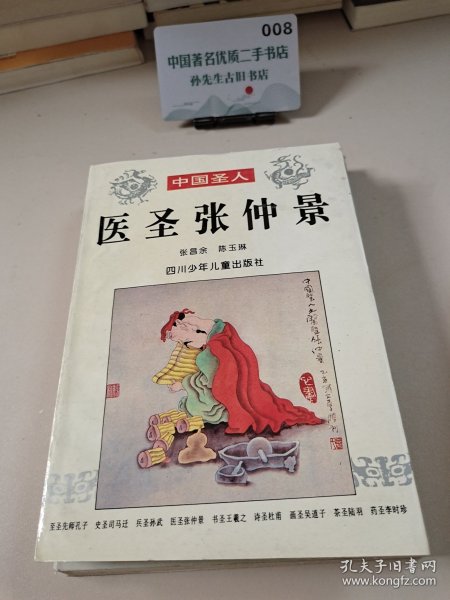 008
中国著名优质二手书店
孙先生古旧书店
中国圣人
医圣张仲景
张昌余 陈玉琳
四川少年儿童出版社
至圣先师孔子 史圣司马迁 兵圣孙武 医圣张仲景 书圣王羲之 诗圣杜甫 画圣吴道子 茶圣陆羽 药圣李时珍
孔夫子旧书网
www.kongfz.com